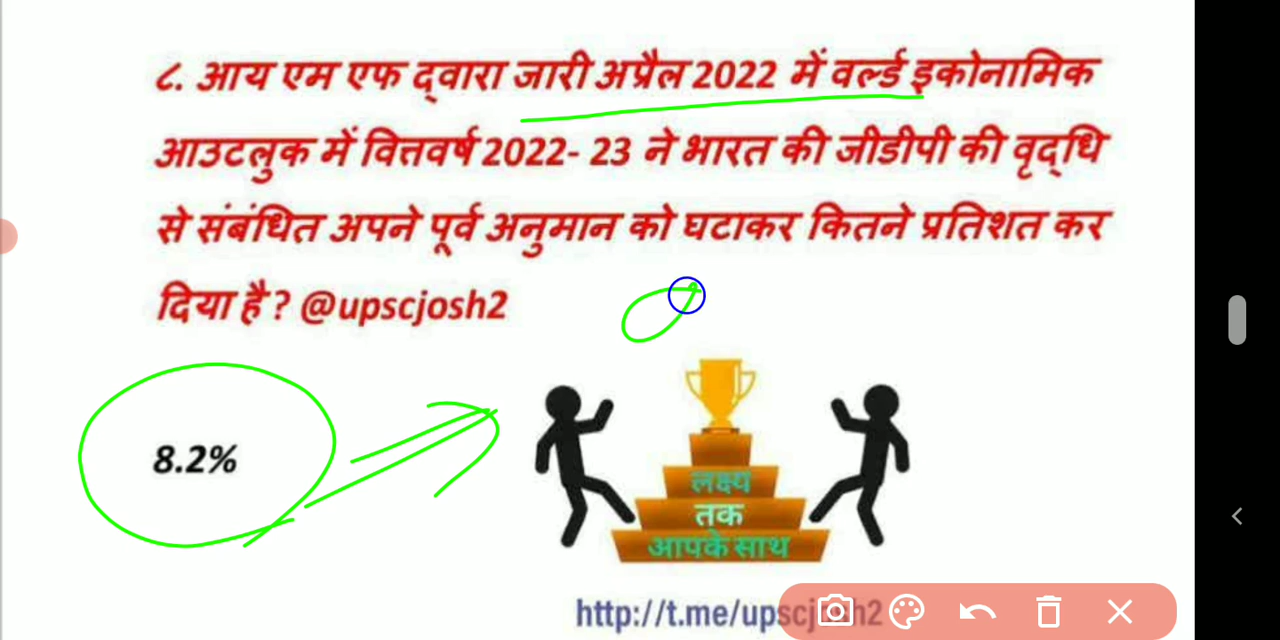 ८. आय एम एफ द्वारा जारी अप्रैल 2022 में वर्ल्ड इकोनामिक
आउटलुक में वित्तवर्ष 2022- 23 ने भारत की जीडीपी की वृद्धि
से संबंधित अपने पूर्व अनुमान को घटाकर कितने प्रतिशत कर
दिया है ? @upscjosh2
8.2%
लक्ष्य
तक
आपके साथ
http://t.me/upscjosh2